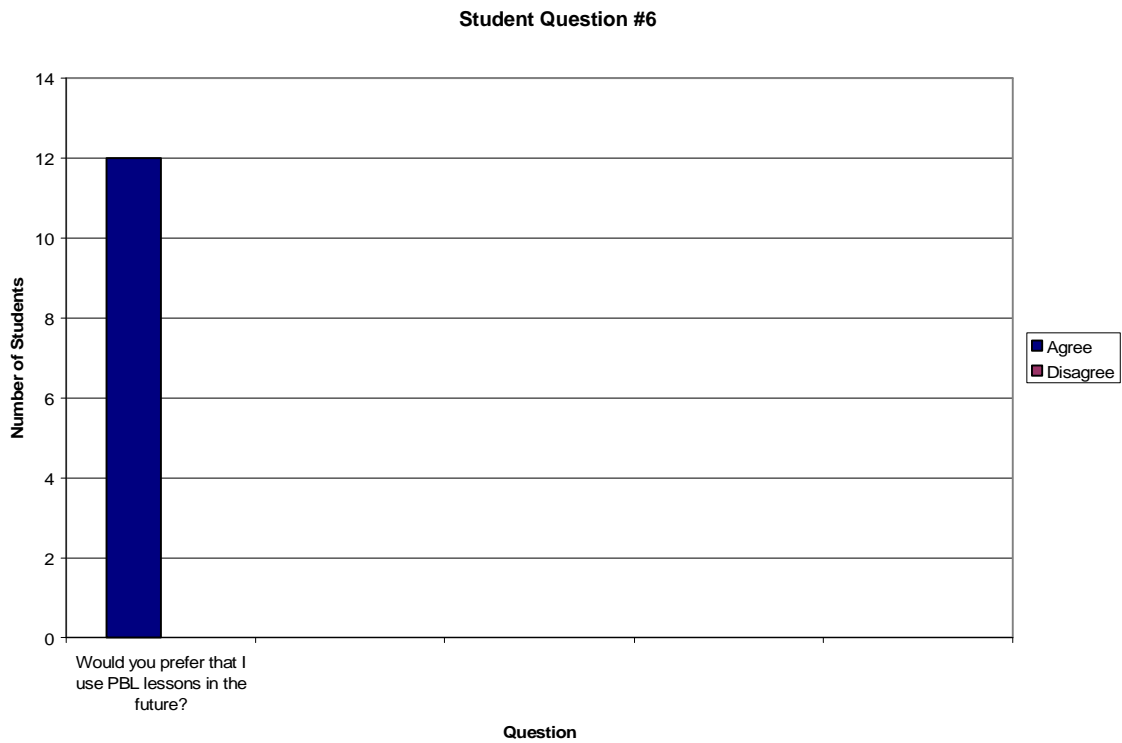 Student Question #6
14
12
10
8
6
4
2
0
Number of Students
Would you prefer that I
use PBL lessons in the
future?
Question
Agree
Disagree